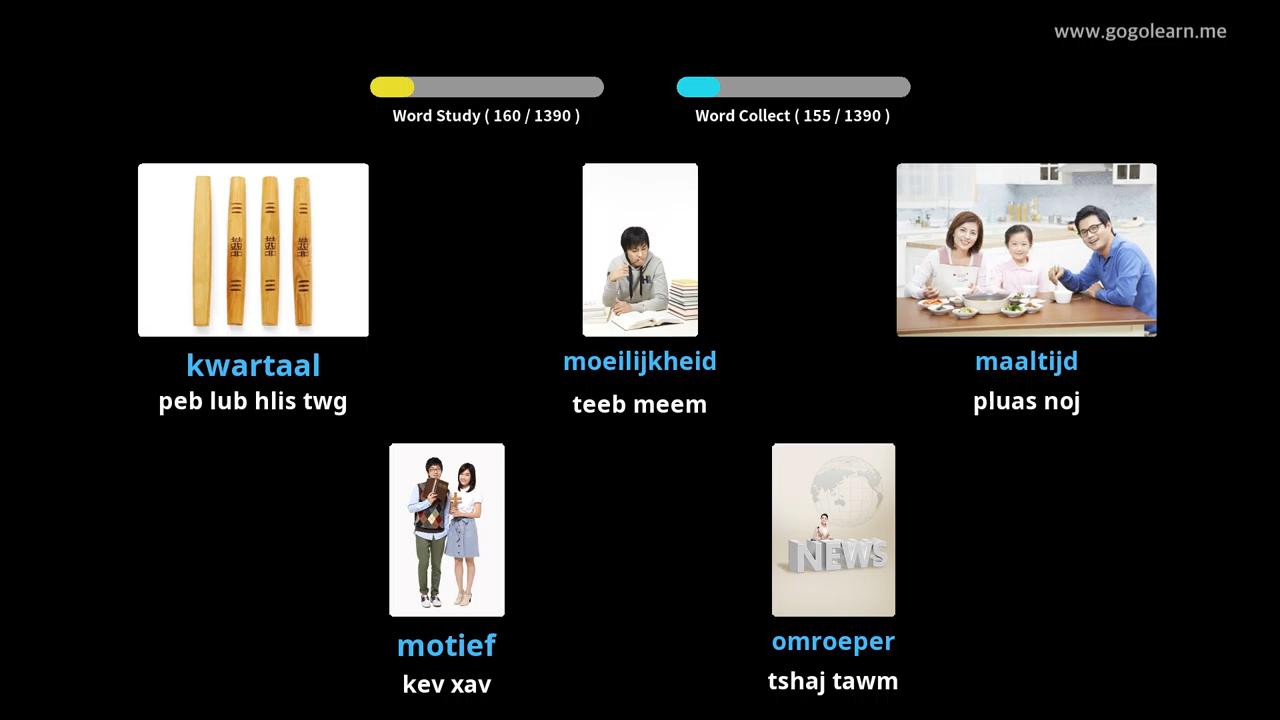 www.gogolearn.me
Word Study ( 160 / 1390 )
Word Collect ( 155 / 1390 )
kwartaal
peb lub hlis twg
moeilijkheid
teeb meem
maaltijd
pluas noj
NEWS
motief
kev xav
omroeper
tshaj tawm